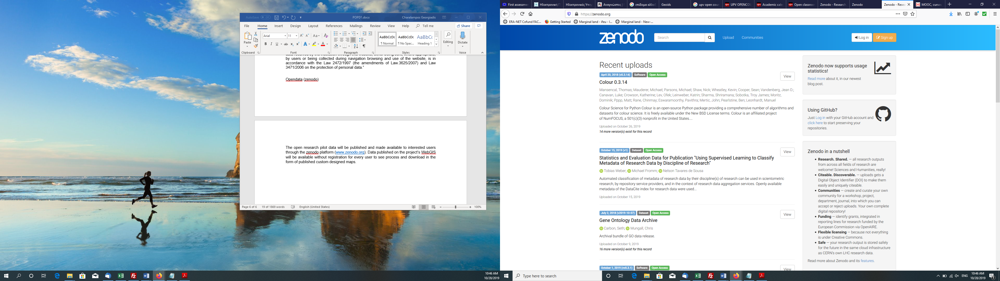 AutoSave Off
POPD1.docx
Charalampos Georgiadis
File Home Insert Design Layout References Mailings Review View Help Tell me
Share
Paste
Arial 11
AaBbCcDc AaBbCcDc AaBbCc
¶ Normal ¶ No Spac... Heading 1
Editing Dictate
Clipboard Font Paragraph Styles Voice
by users or being collected during navigation browsing and use of the website, is in
accordance with the Law 2472/1997 (the amendments of Law.3625/2007) and Law
3471/2006 on the protection of personal data."
Opendata (zenodo)
The open research pilot data will be published and made available to interested users
through the zenodo platform (www.zenodo.org). Data published on the project's WebGIS
will be available without registration for every user to see process and download in the
form of published custom designed maps.
Page 6 of 6 19 of 1869 words English (United States) 100%
10:46 AM
10/28/2019
First assessmen Ηλεκτρονική Ηλεκτρονικές Υπη Αναγνώστες | επίδομα αλλο Geoids upv open cour UPV OPENCOU Academic cale Open classroo Zenodo - Research Zenodo Zenodo - Resea MOOC, cursos
https://zenodo.org
ERA-NET Cofund FAC... Getting Started Marginal land - ifeu - I... Marginal land - New-...
zenodo
Search
Upload Communities
Log in Sign up
Recent uploads
April 20, 2018 (v0.3.14) Software Open Access
View
Colour 0.3.14
Mansencal, Thomas; Mauderer, Michael; Parsons, Michael; Shaw, Nick; Wheatley, Kevin; Cooper, Sean; Vandenberg, Jean D.;
Canavan, Luke; Crowson, Katherine; Lev, Ofek; Leinweber, Katrin; Sharma, Shriramana; Sobotka, Troy James; Moritz,
Dominik; Pppp, Matt; Rane, Chinmay; Eswaramoorthy, Pavithra; Mertic, John; Pearlstine, Ben; Leonhardt, Manuel
Colour Science for Python Colour is an open-source Python package providing a comprehensive number of algorithms and
datasets for colour science. It is freely available under the New BSD License terms. Colour is an affiliated project
of NumFOCUS, a 501(c)(3) nonprofit in the United States....
Uploaded on October 26, 2019
14 more version(s) exist for this record
October 15, 2019 (v1) Dataset Open Access
View
Statistics and Evaluation Data for Publication "Using Supervised Learning to Classify
Metadata of Research Data by Discipline of Research"
Tobias Weber; Michael Fromm; Nelson Tavares de Sousa
Automated classification of metadata of research data by their discipline(s) of research can be used in scientometric
research, by repository service providers, and in the context of research data aggregation services. Openly available
metadata of the DataCite index for research data were used...
Uploaded on October 15, 2019
July 2, 2018 (v2019-10-07) Dataset Open Access
View
Gene Ontology Data Archive
Carbon, Seth; Mungall, Chris
Archival bundle of GO data release.
Uploaded on October 9, 2019
16 more version(s) exist for this record
October 1, 2019 (vv0.3.1) Software Open Access
View
Zenodo now supports usage
statistics!
Read more about it, in our newest
blog post.
Using GitHub?
Just Log in with your GitHub account and
click here to start preserving your
repositories.
Zenodo in a nutshell
• Research. Shared. — all research outputs
from across all fields of research are
welcome! Sciences and Humanities, really!
• Citeable. Discoverable. — uploads gets a
Digital Object Identifier (DOI) to make them
easily and uniquely citeable.
• Communities — create and curate your own
community for a workshop, project,
department, journal, into which you can
accept or reject uploads. Your own complete
digital repository!
• Funding — identify grants, integrated in
reporting lines for research funded by the
European Commission via OpenAIRE.
• Flexible licensing — because not everything
is under Creative Commons.
• Safe — your research output is stored safely
for the future in the same cloud infrastructure
as CERN's own LHC research data.
Read more about Zenodo and its features.
Type here to search
ENG
10:46 AM
10/28/2019